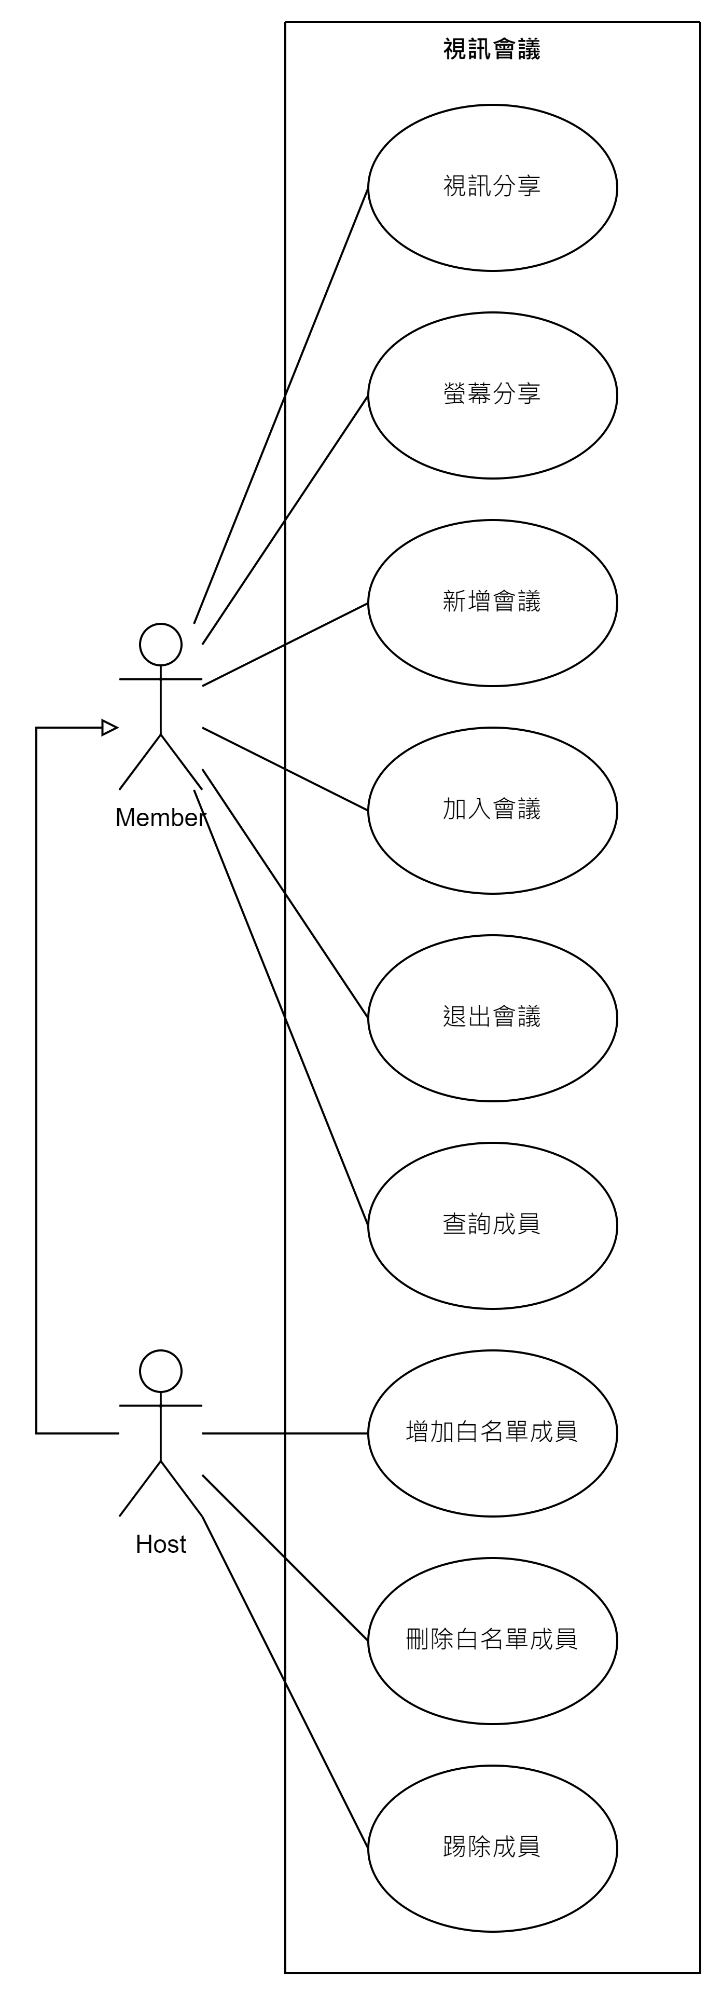 視訊會議
視訊分享
螢幕分享
新增會議
加入會議
Member
退出會議
查詢成員
增加白名單成員
Host
刪除白名單成員
踢除成員